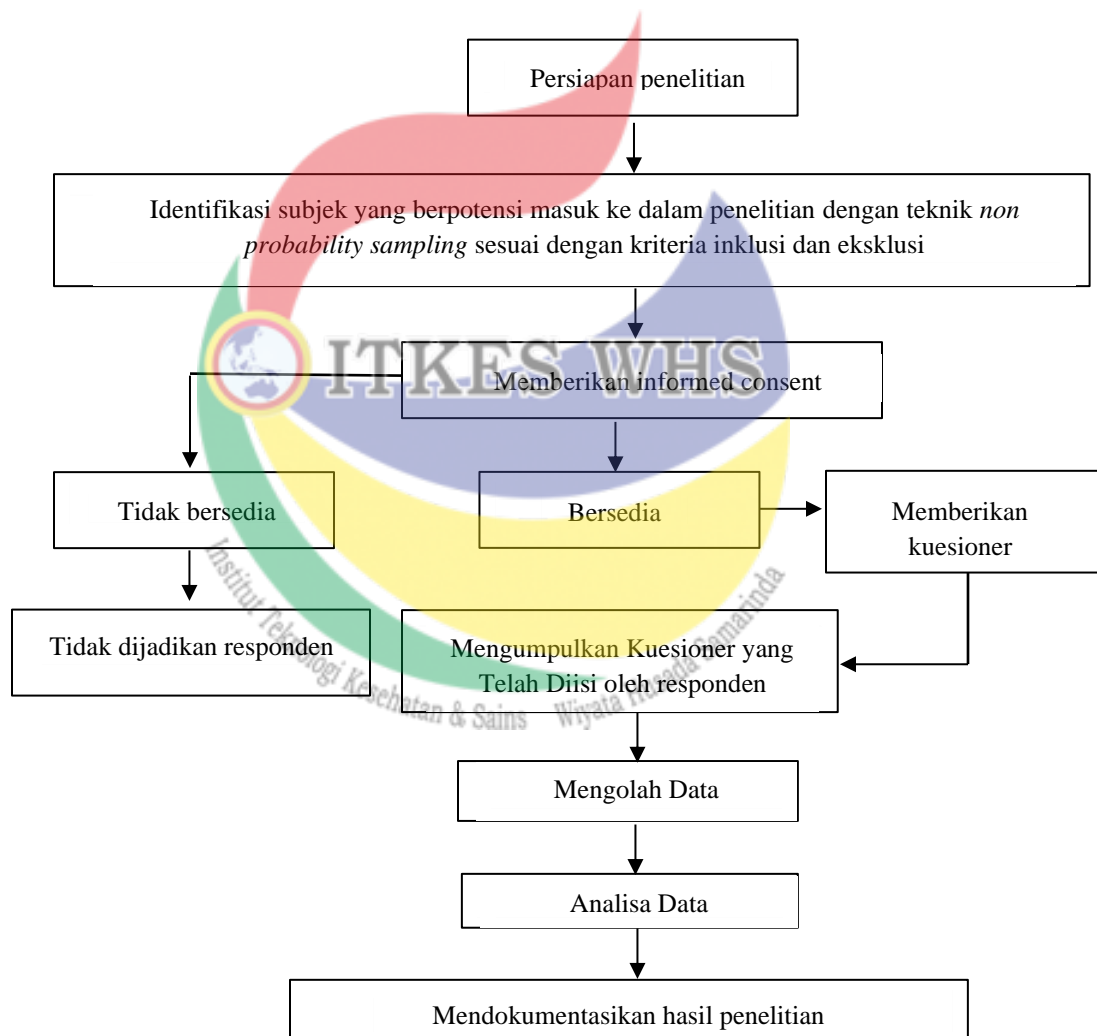 Persiapan penelitian
Identifikasi subjek yang berpotensi masuk ke dalam penelitian dengan teknik non
probability sampling sesuai dengan kriteria inklusi dan eksklusi
ITKES WHS
Memberikan informed consent
Tidak bersedia
Bersedia
Memberikan
kuesioner
Tidak dijadikan responden
Mengumpulkan Kuesioner yang
Telah Diisi oleh responden
Institut Teknologi Kesehatan & Sains Wiyata Husada Samarinda
Mengolah Data
Analisa Data
Mendokumentasikan hasil penelitian